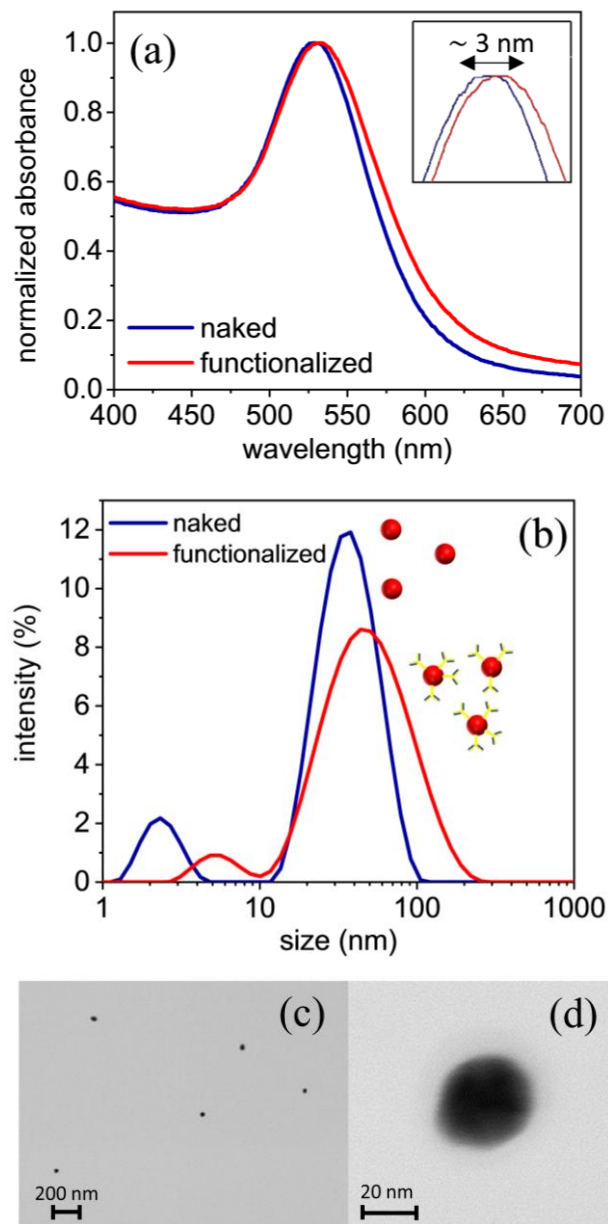 (a)
~ 3 nm
normalized absorbance
1.0
0.8
0.6
0.4
0.2
0.0
naked
functionalized
400 450 500 550 600 650 700
wavelength (nm)
(b)
naked
functionalized
intensity (%)
12
10
8
6
4
2
0
1 10 100 1000
size (nm)
(c)
200 nm
(d)
20 nm